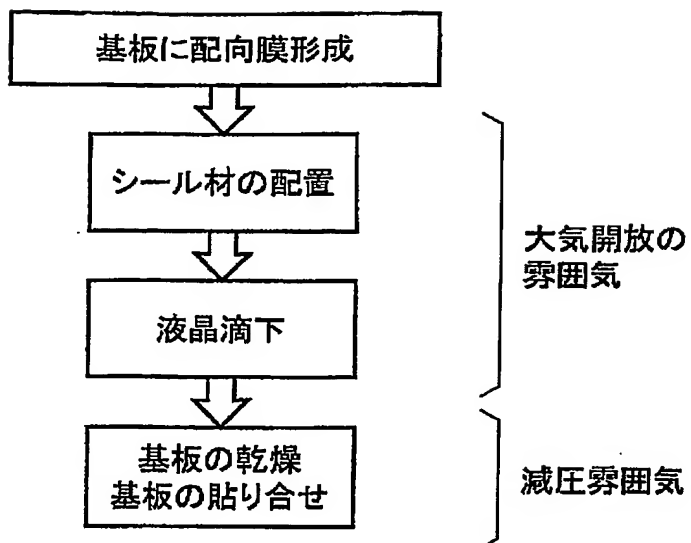 基板に配向膜形成
シール材の配置
液晶滴下
大気開放の
雰囲気
基板の乾燥
基板の貼り合せ
減圧雰囲気